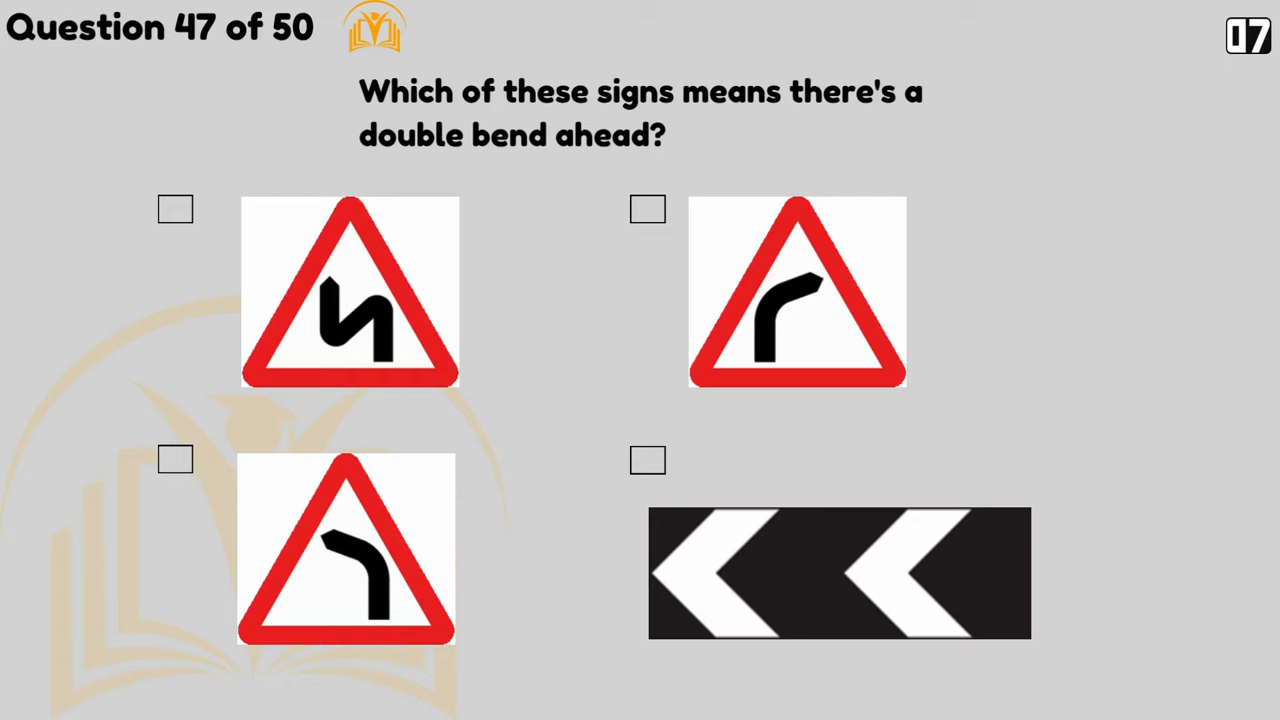 Question 47 of 50
07
Which of these signs means there's a
double bend ahead?